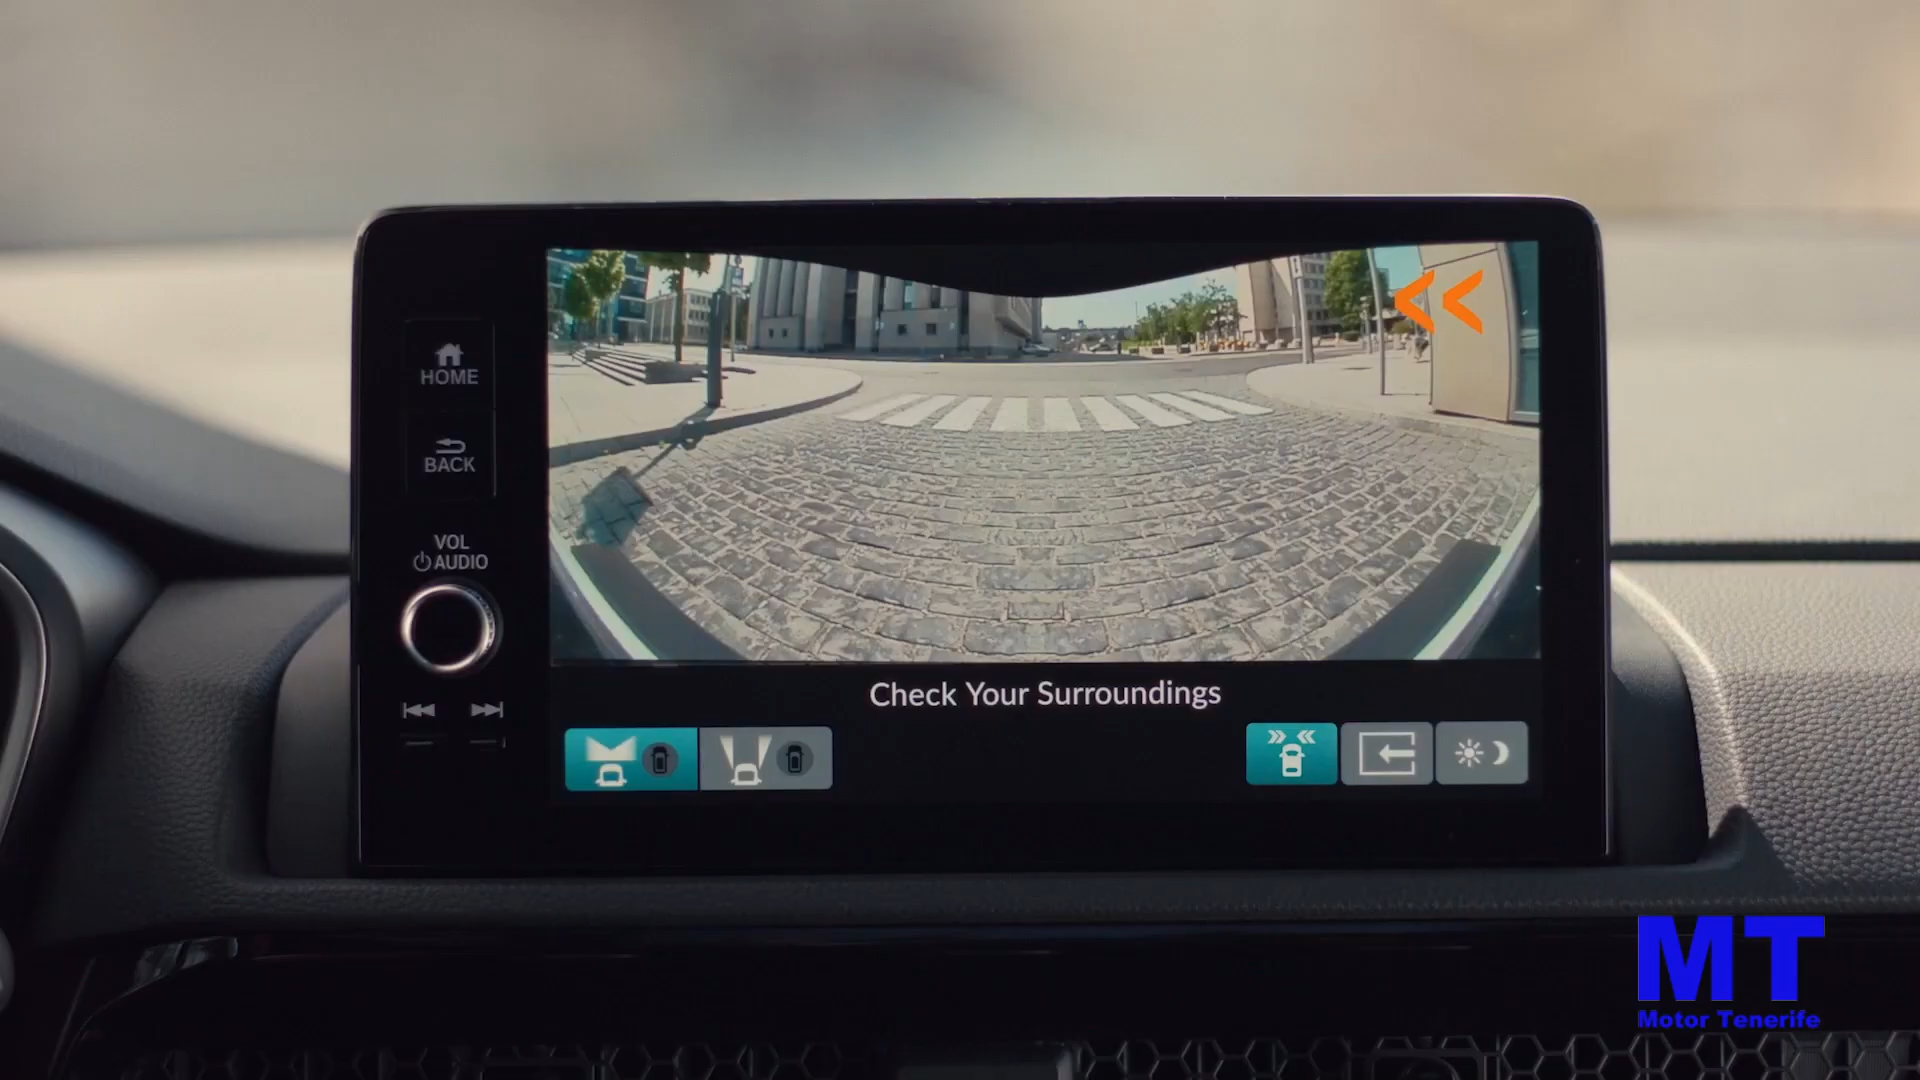 HOME
BACK
VOL
AUDIO
Check Your Surroundings
MT
Motor Tenerife